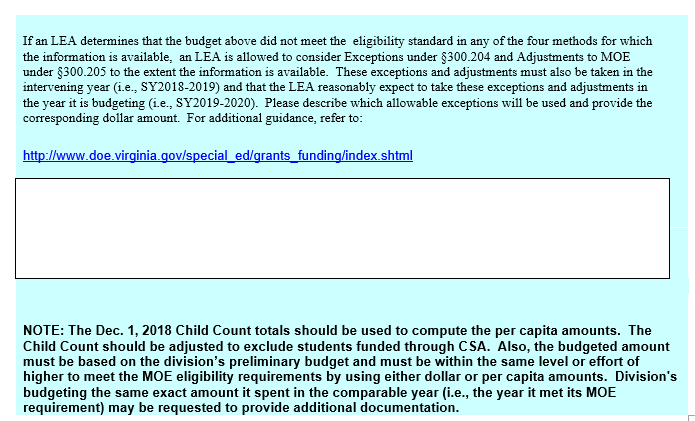 If an LEA determines that the budget above did not meet the eligibility standard in any of the four methods for which
the information is available, an LEA is allowed to consider Exceptions under §300.204 and Adjustments to MOE
under §300.205 to the extent the information is available. These exceptions and adjustments must also be taken in the
intervening year (i.e., SY2018-2019) and that the LEA reasonably expect to take these exceptions and adjustments in
the year it is budgeting (i.e., SY2019-2020). Please describe which allowable exceptions will be used and provide the
corresponding dollar amount. For additional guidance, refer to:
http://www.doe.virginia.gov/special_ed/grants_funding/index.shtml
NOTE: The Dec. 1, 2018 Child Count totals should be used to compute the per capita amounts. The
Child Count should be adjusted to exclude students funded through CSA. Also, the budgeted amount
must be based on the division's preliminary budget and must be within the same level or effort of
higher to meet the MOE eligibility requirements by using either dollar or per capita amounts. Division's
budgeting the same exact amount it spent in the comparable year (i.e., the year it met its MOE
requirement) may be requested to provide additional documentation.